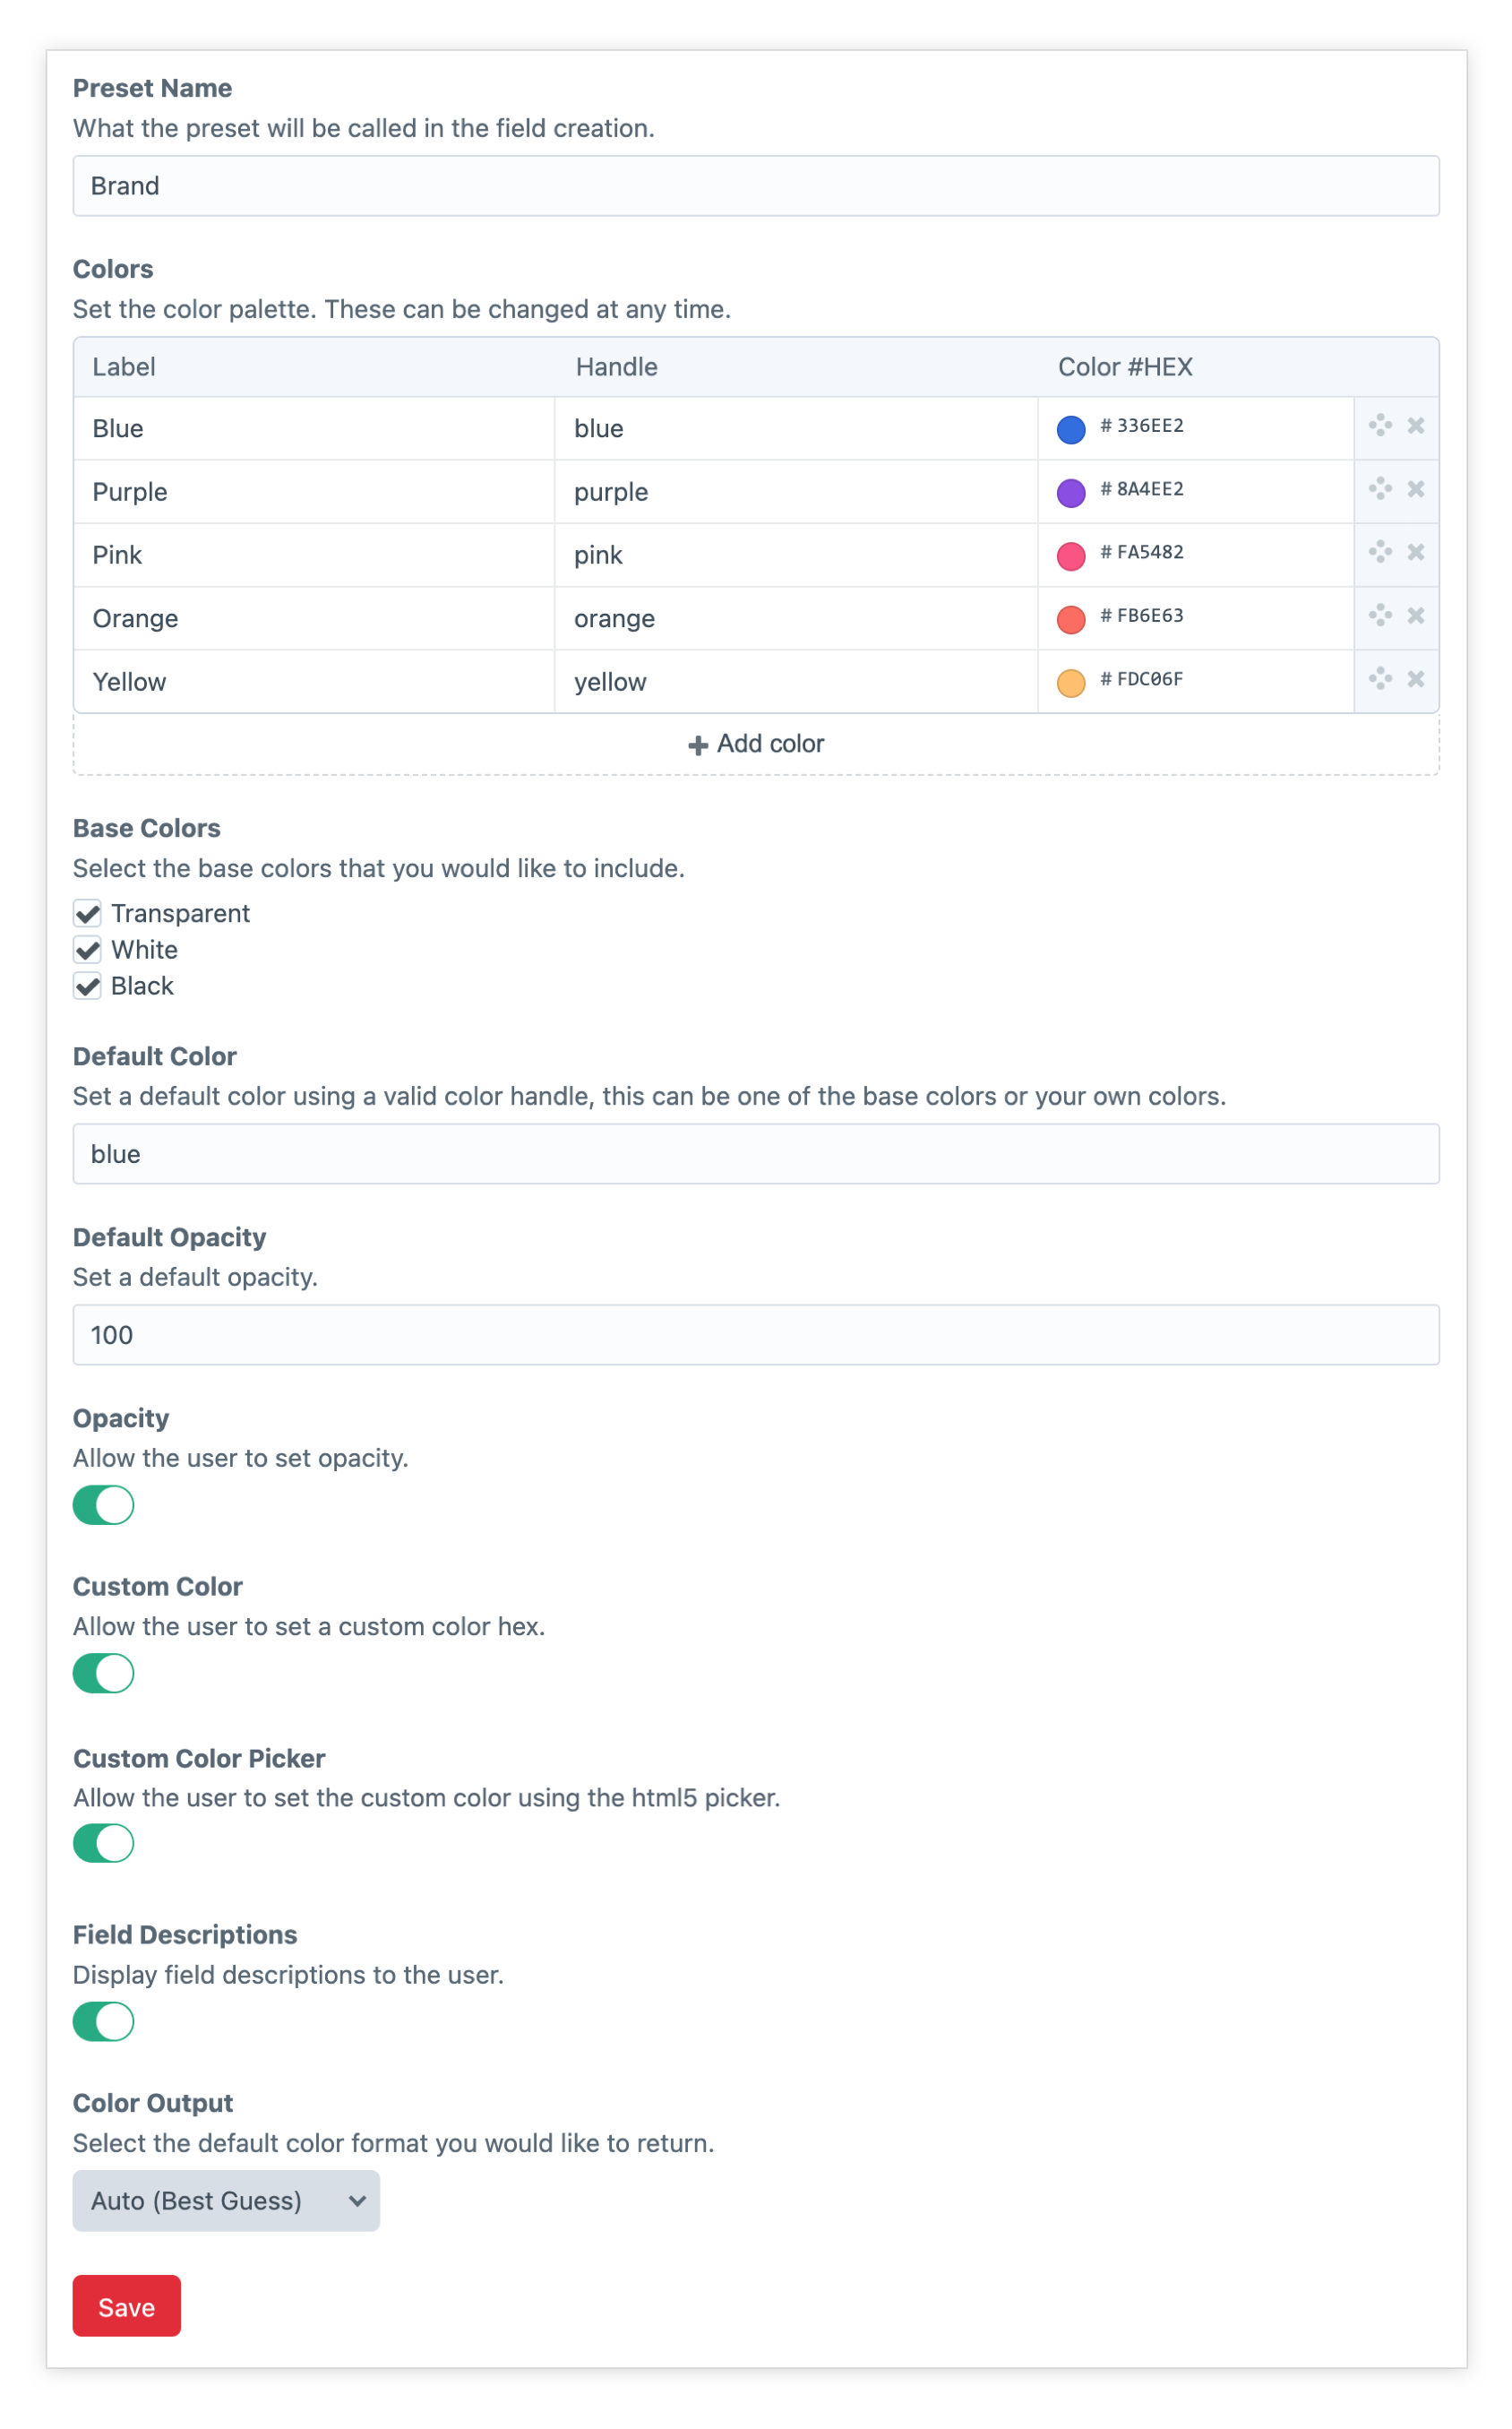 Preset Name
What the preset will be called in the field creation.
Brand
Colors
Set the color palette. These can be changed at any time.
Label Handle Color #HEX
Blue blue # 336EE2
Purple purple # 8A4EE2
Pink pink # FA5482
Orange orange # FB6E63
Yellow yellow # FDC06F
Add color
Base Colors
Select the base colors that you would like to include.
Transparent
White
Black
Default Color
Set a default color using a valid color handle, this can be one of the base colors or your own colors.
blue
Default Opacity
Set a default opacity.
100
Opacity
Allow the user to set opacity.
Custom Color
Allow the user to set a custom color hex.
Custom Color Picker
Allow the user to set the custom color using the html5 picker.
Field Descriptions
Display field descriptions to the user.
Color Output
Select the default color format you would like to return.
Auto (Best Guess)
Save